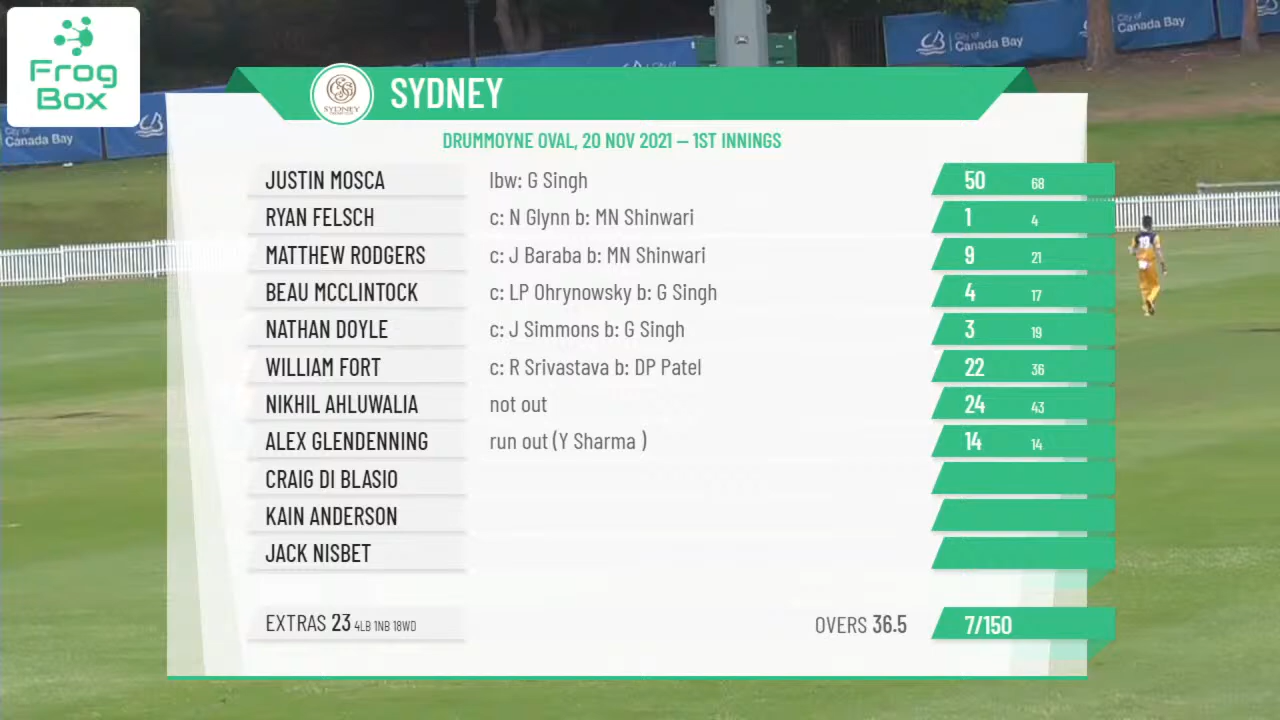 Frog
Box
City of
Canada Bay
City of
Canada Bay
SYDNEY
SYDNEY
DRUMMOYNE OVAL, 20 NOV 2021 – 1ST INNINGS
JUSTIN MOSCA lbw: G Singh 50 68
RYAN FELSCH c: N Glynn b: MN Shinwari 1 4
MATTHEW RODGERS c: J Baraba b: MN Shinwari 9 21
BEAU MCCLINTOCK c: LP Ohrynowsky b: G Singh 4 17
NATHAN DOYLE c: J Simmons b: G Singh 3 19
WILLIAM FORT c: R Srivastava b: DP Patel 22 36
NIKHIL AHLUWALIA not out 24 43
ALEX GLENDENNING run out (Y Sharma ) 14 14
CRAIG DI BLASIO
KAIN ANDERSON
JACK NISBET
EXTRAS 23 4LB 1NB 18WD OVERS 36.5 7/150
City of
Canada Bay
19